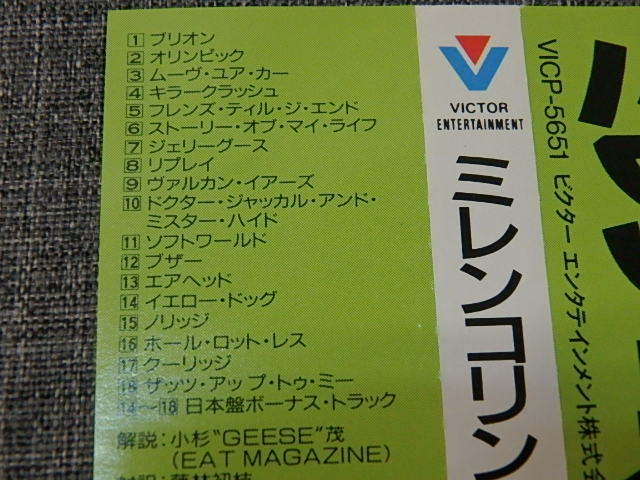 1 ブリオン
2 オリンピック
3 ムーヴ・ユア・カー
4 キラークラッシュ
5 フレンズ・ティル・ジ・エンド
6 ストーリー・オブ・マイ・ライフ
7 ジェリーグース
8 リプレイ
9 ヴァルカン・イアーズ
10 ドクター・ジャッカル・アンド・
ミスター・ハイド
11 ソフトワールド
12 ブザー
13 エアヘッド
14 イエロー・ドッグ
15 ノリッジ
16 ホール・ロット・レス
17 クーリッジ
18 ザッツ・アップ・トゥ・ミー
14〜18 日本盤ボーナス・トラック
解説:小杉"GEESE"茂
(EAT MAGAZINE)
VICTOR
ENTERTAINMENT
ミレンコリン
VICP-5651 ビクター エンタテインメント株式会